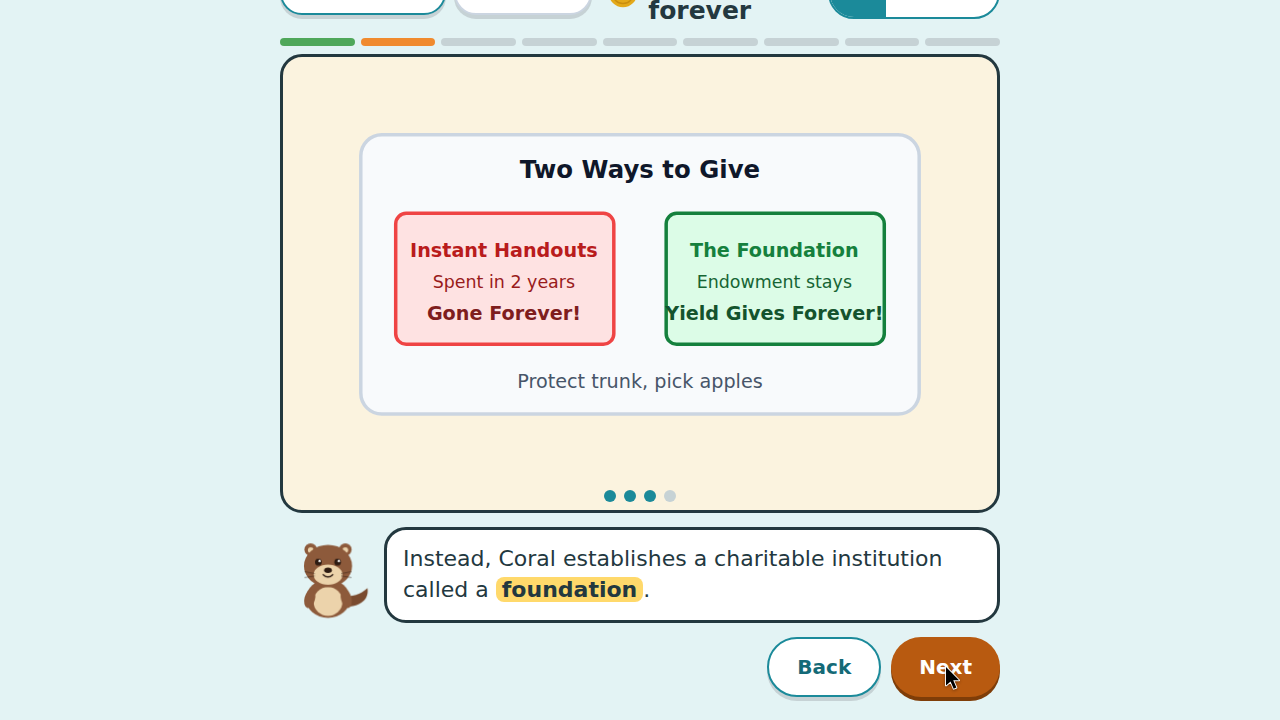 forever
Two Ways to Give
Instant Handouts
Spent in 2 years
Gone Forever!
The Foundation
Endowment stays
Yield Gives Forever!
Protect trunk, pick apples
Instead, Coral establishes a charitable institution
called a foundation.
Back
Next